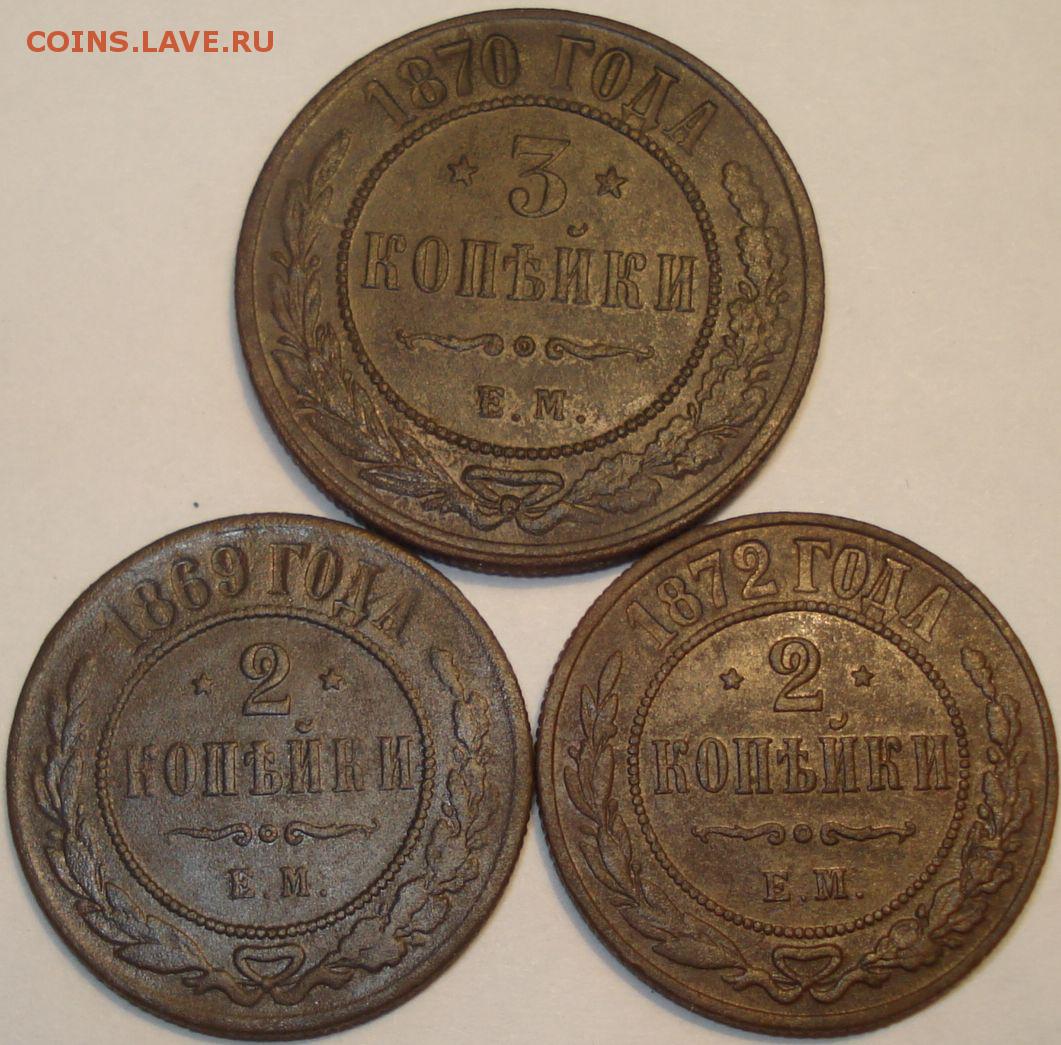 COINS.LAVE.RU
1870 ГОДА
3
КОПѢЙКИ
Е.М.
1869 ГОДА
2
КОПѢЙКИ
Е.М.
1872 ГОДА
2
КОПѢЙКИ
Е.М.